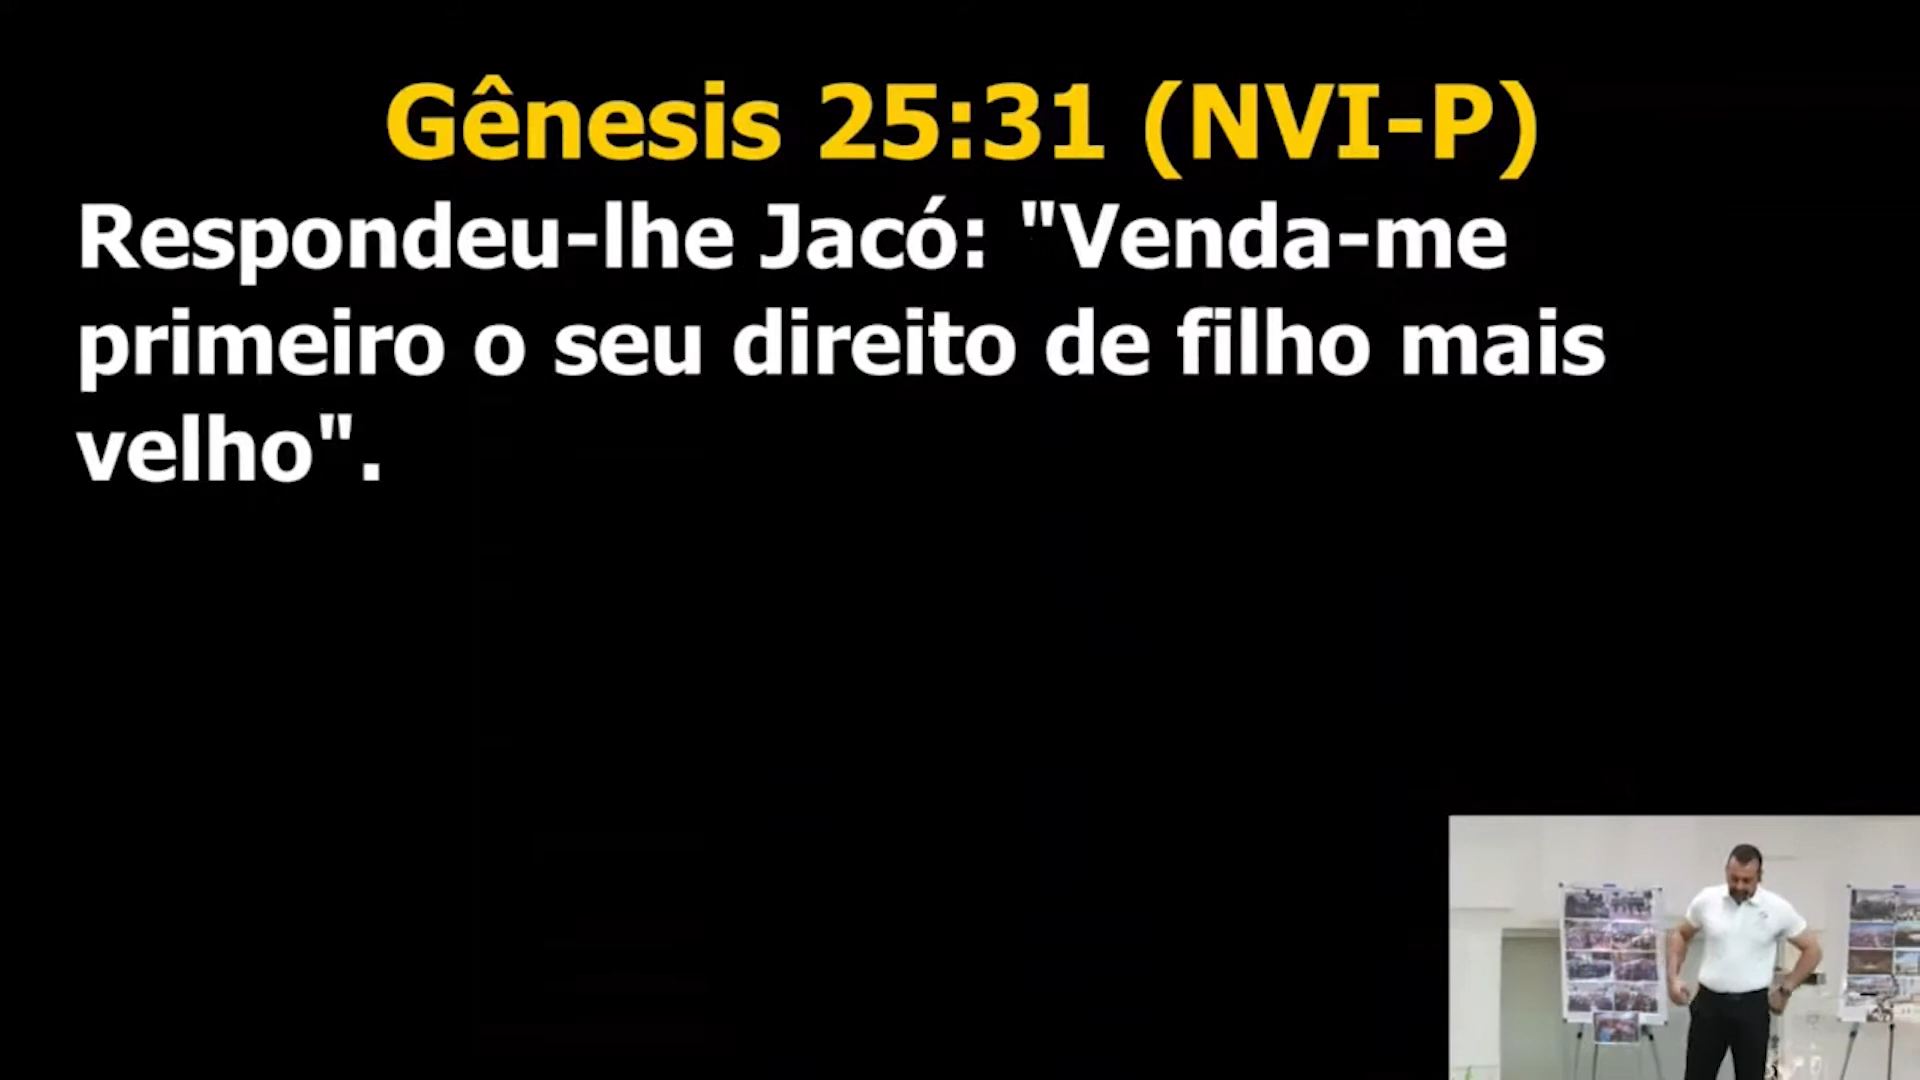 Gênesis 25:31 (NVI-P)
Respondeu-lhe Jacó: "Venda-me
primeiro o seu direito de filho mais
velho".